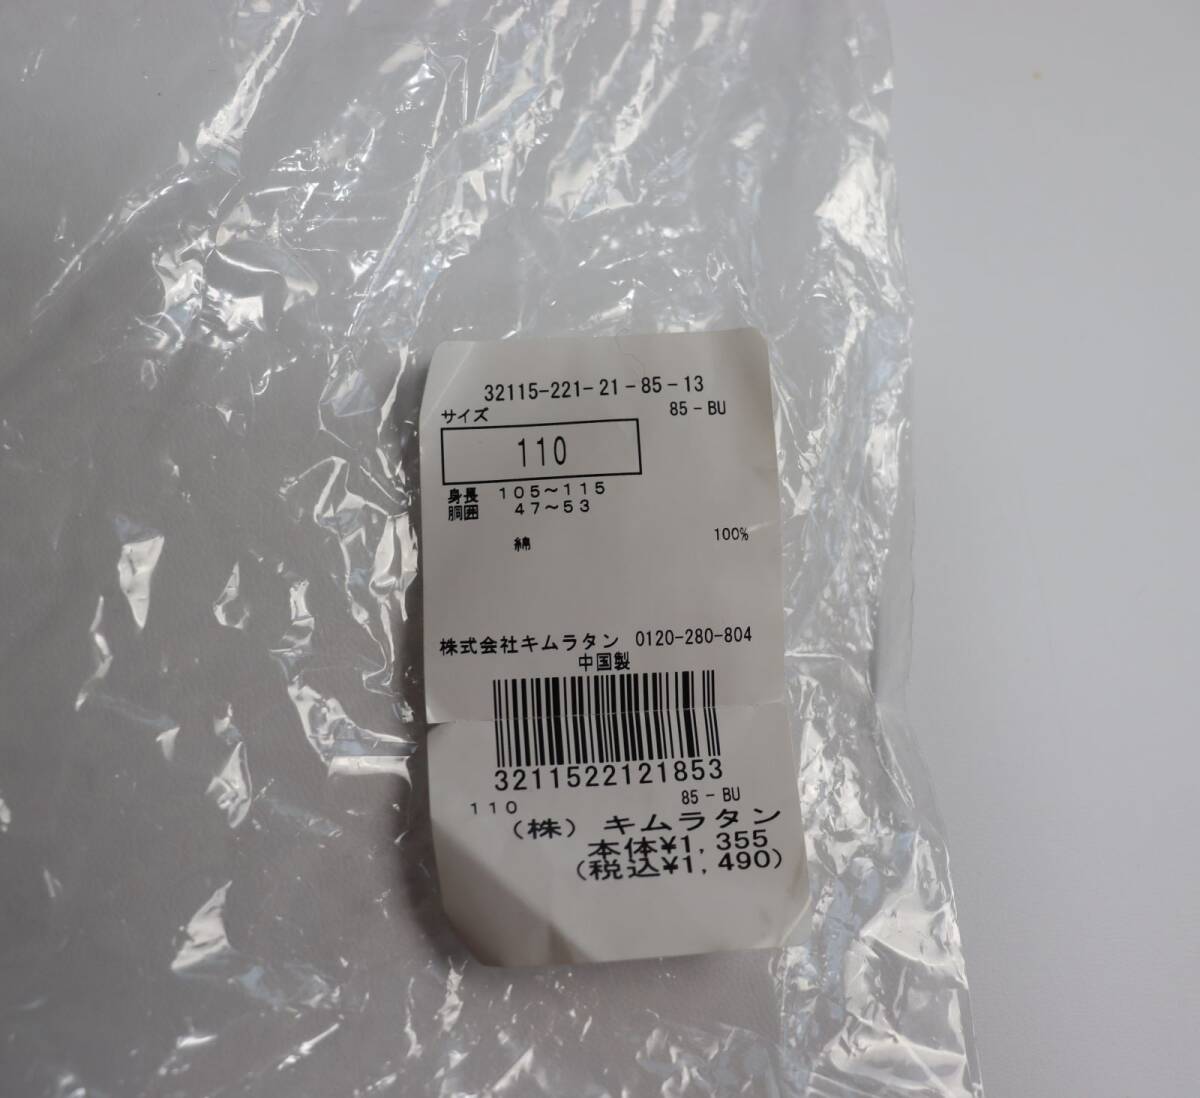 32115-221-21-85-13
サイズ 85-BU
110
身長 105～115
胴囲 47～53
綿 100%
株式会社キムラタン 0120-280-804
中国製
3211522121853
110 85-BU
(株) キムラタン
本体¥1,355
(税込¥1,490)